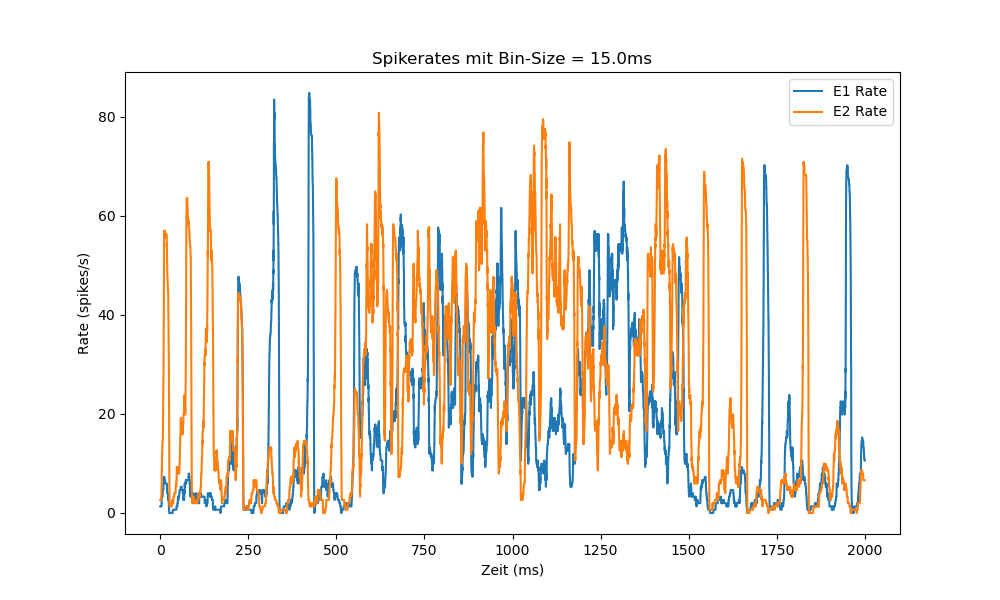 Spikerates mit Bin-Size = 15.0ms
E1 Rate
E2 Rate
Rate (spikes/s)
80
60
40
20
0
0 250 500 750 1000 1250 1500 1750 2000
Zeit (ms)